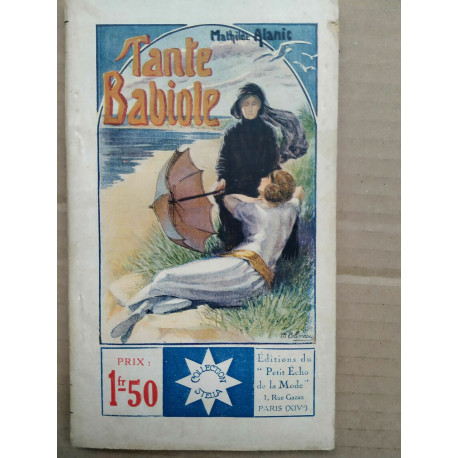 Mathilde Alanic
Tante
Babiole
PRIX :
1fr50
COLLECTION
STELLA
Éditions du
" Petit Écho
de la Mode "
1, Rue Gazan
PARIS (XIVe)